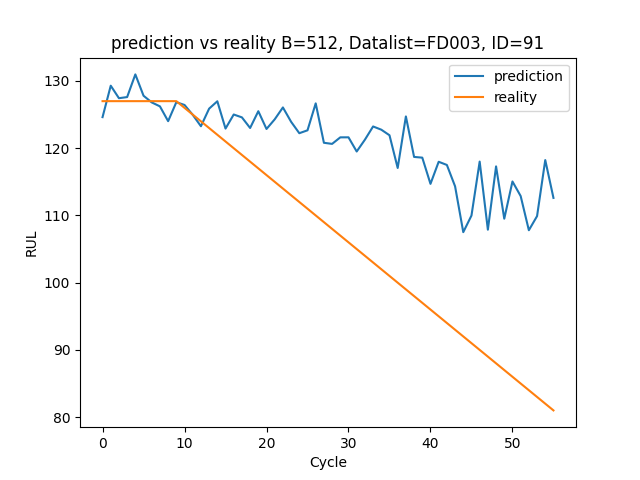 prediction vs reality B=512, Datalist=FD003, ID=91
prediction
reality
130
120
110
100
90
80
RUL
0 10 20 30 40 50
Cycle